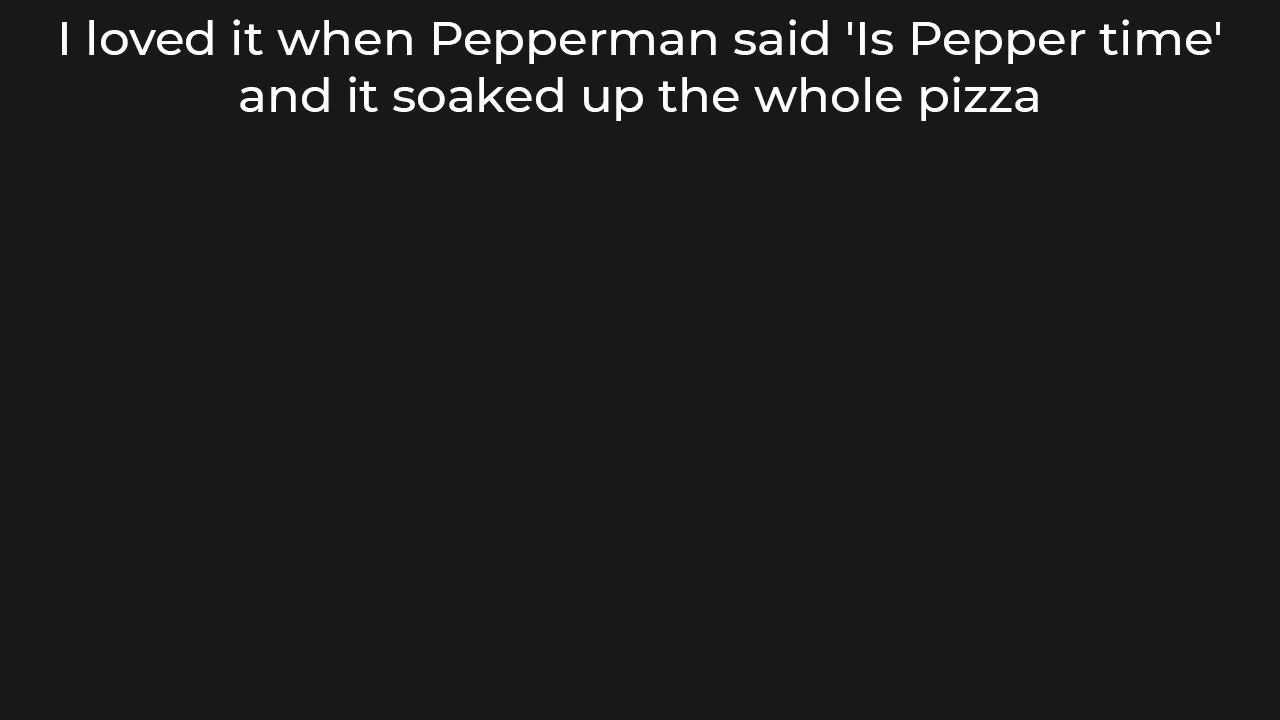 I loved it when Pepperman said 'Is Pepper time'
and it soaked up the whole pizza